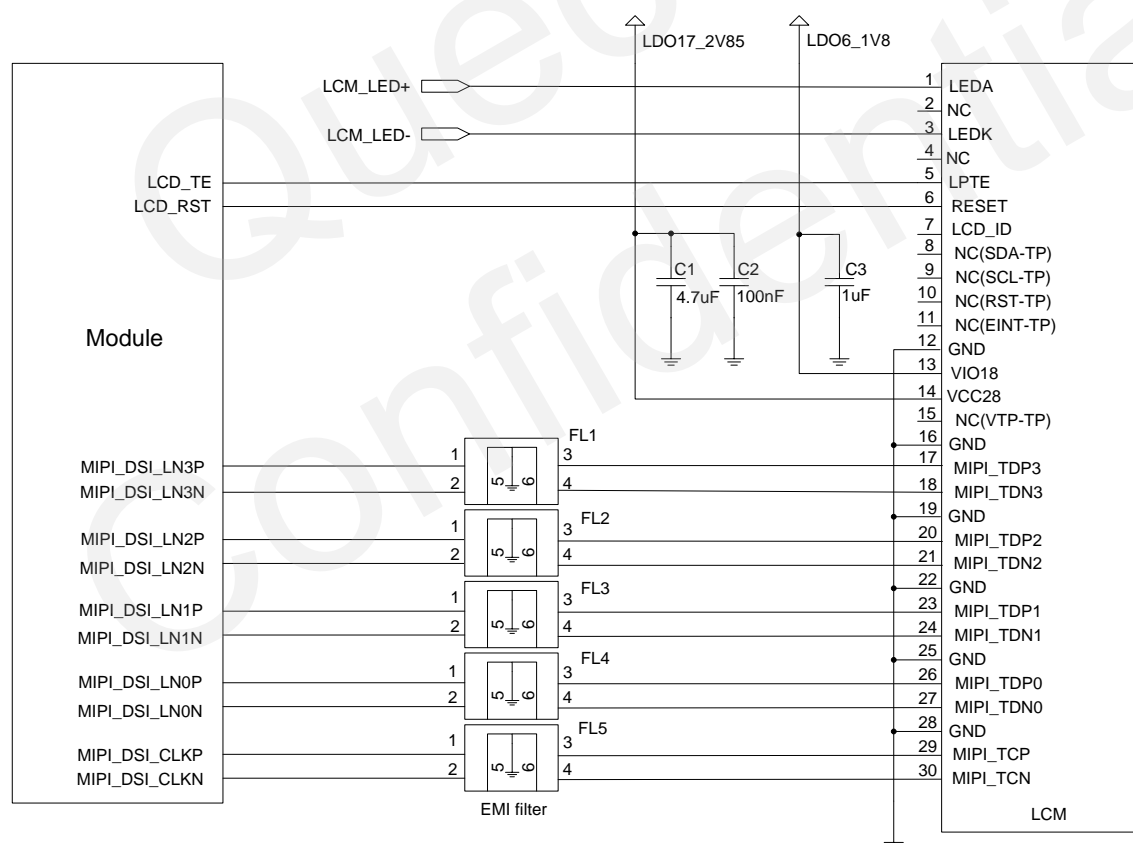 LDO17_2V85
LDO6_1V8
LCM_LED+
LCM_LED-
LCD_TE
LCD_RST
Module
MIPI_DSI_LN3P
MIPI_DSI_LN3N
MIPI_DSI_LN2P
MIPI_DSI_LN2N
MIPI_DSI_LN1P
MIPI_DSI_LN1N
MIPI_DSI_LN0P
MIPI_DSI_LN0N
MIPI_DSI_CLKP
MIPI_DSI_CLKN
C1
4.7uF
C2
100nF
C3
1uF
FL1
1 3
2 5 6 4
FL2
1 3
2 5 6 4
FL3
1 3
2 5 6 4
FL4
1 3
2 5 6 4
FL5
1 3
2 5 6 4
EMI filter
1 LEDA
2 NC
3 LEDK
4 NC
5 LPTE
6 RESET
7 LCD_ID
8 NC(SDA-TP)
9 NC(SCL-TP)
10 NC(RST-TP)
11 NC(EINT-TP)
12 GND
13 VIO18
14 VCC28
15 NC(VTP-TP)
16 GND
17 MIPI_TDP3
18 MIPI_TDN3
19 GND
20 MIPI_TDP2
21 MIPI_TDN2
22 GND
23 MIPI_TDP1
24 MIPI_TDN1
25 GND
26 MIPI_TDP0
27 MIPI_TDN0
28 GND
29 MIPI_TCP
30 MIPI_TCN
LCM
Confidentia